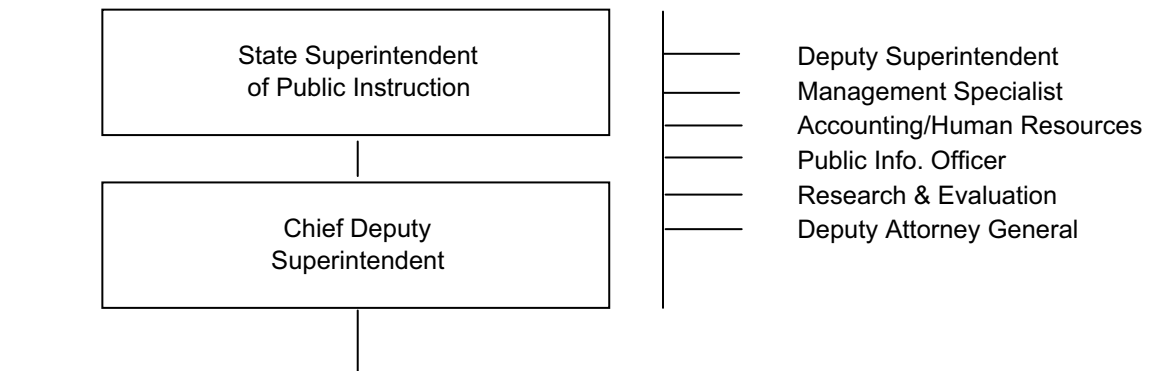 State Superintendent
of Public Instruction
Chief Deputy
Superintendent
Deputy Superintendent
Management Specialist
Accounting/Human Resources
Public Info. Officer
Research & Evaluation
Deputy Attorney General